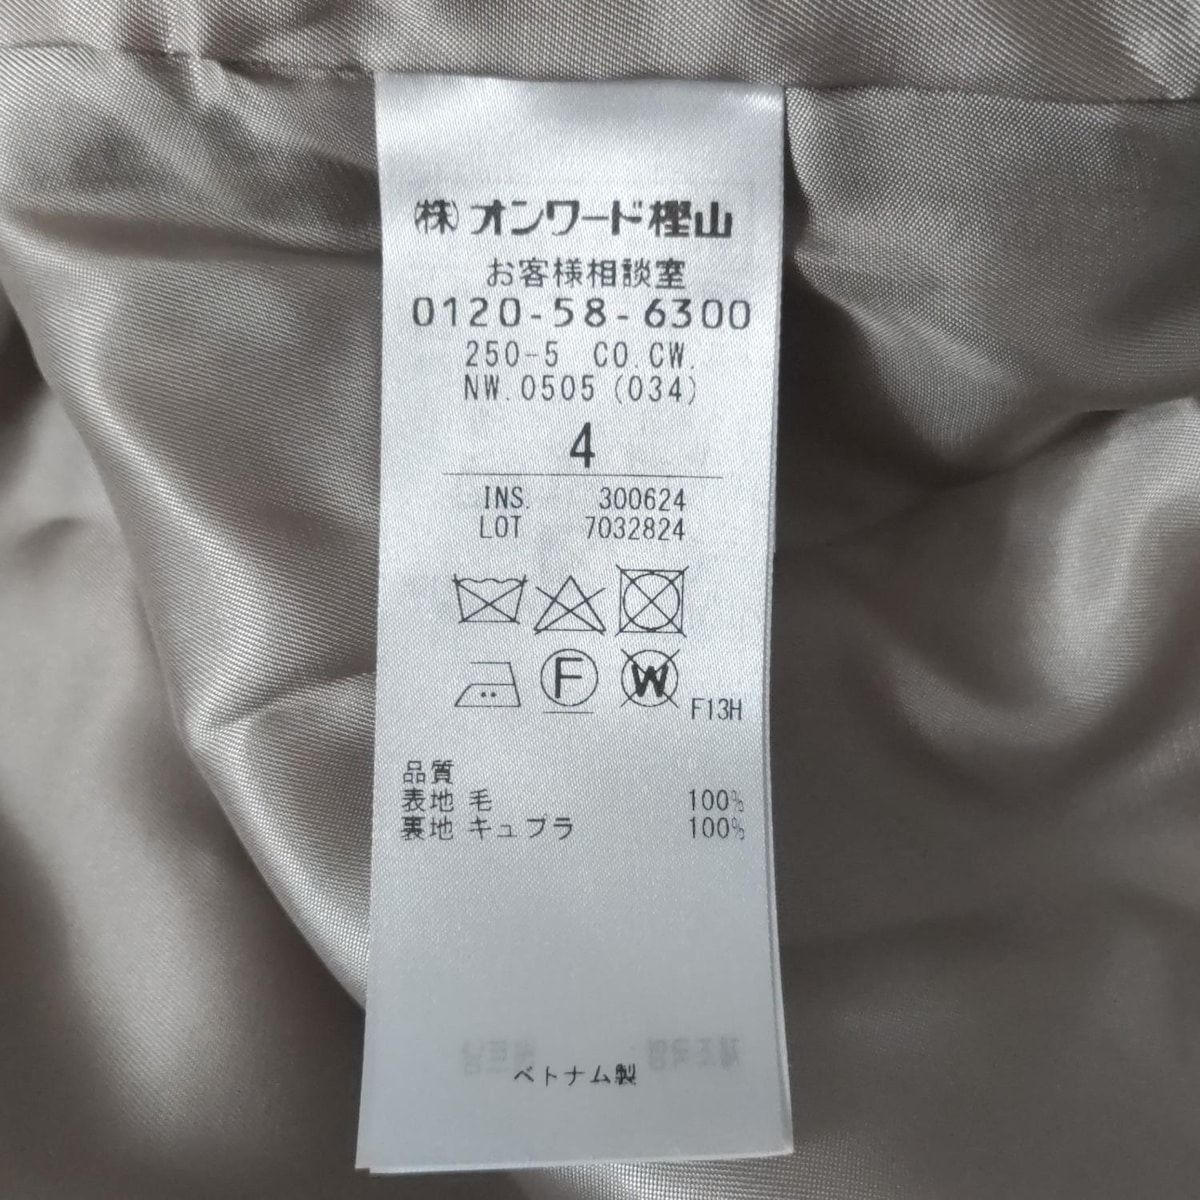 ㈱オンワード樫山
お客様相談室
0120-58-6300
250-5 CO.CW.
NW.0505(034)
4
INS. 300624
LOT 7032824
F
W
F13H
品質
表地 毛 100%
裏地 キュプラ 100%
ベトナム製